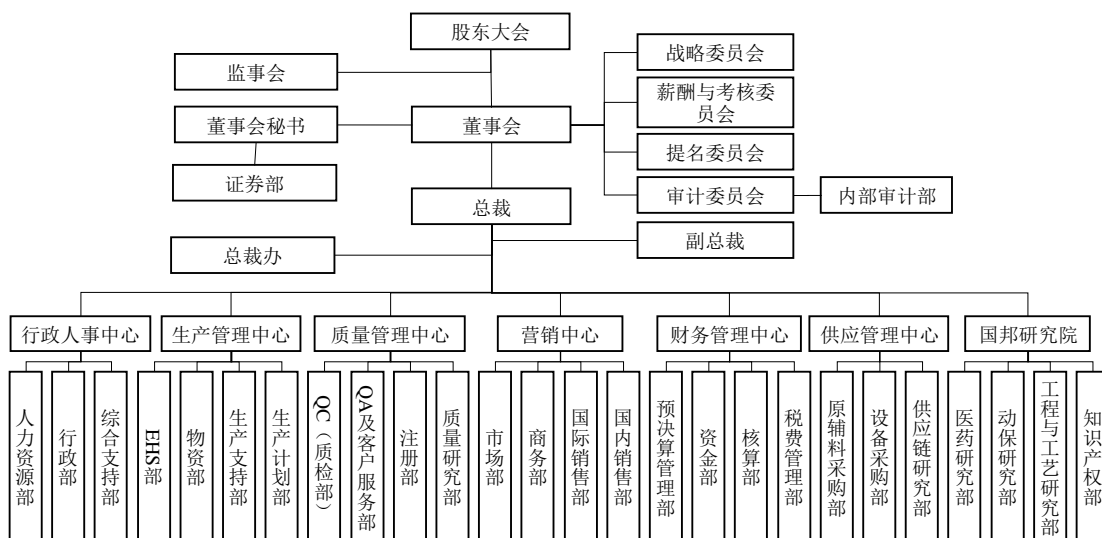 股东大会
监事会
战略委员会
薪酬与考核委
员会
董事会秘书
董事会
提名委员会
证券部
审计委员会
内部审计部
总裁
总裁办
副总裁
行政人事中心
生产管理中心
质量管理中心
营销中心
财务管理中心
供应管理中心
国邦研究院
人力资源部
行政部
综合支持部
EHS部
物资部
生产支持部
生产计划部
QC（质检部）
QA及客户服务部
注册部
质量研究部
市场部
商务部
国际销售部
国内销售部
预决算管理部
资金部
核算部
税费管理部
原辅料采购部
设备采购部
供应链研究部
医药研究部
动保研究部
工程与工艺研究部
知识产权部